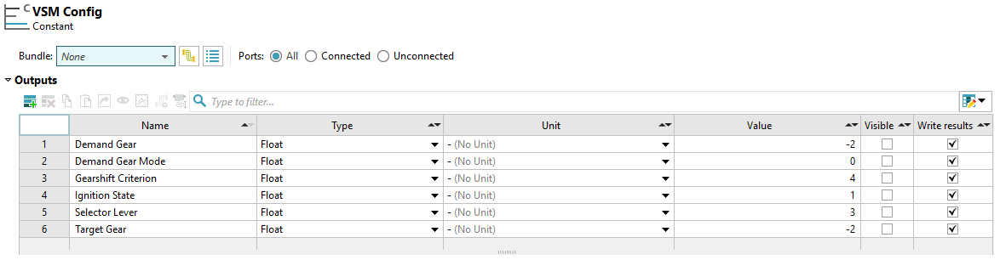 VSM Config
Constant
Bundle: None Ports: All Connected Unconnected
Outputs
Type to filter...
Name Type Unit Value Visible Write results
1 Demand Gear Float - (No Unit) -2
2 Demand Gear Mode Float - (No Unit) 0
3 Gearshift Criterion Float - (No Unit) 4
4 Ignition State Float - (No Unit) 1
5 Selector Lever Float - (No Unit) 3
6 Target Gear Float - (No Unit) -2